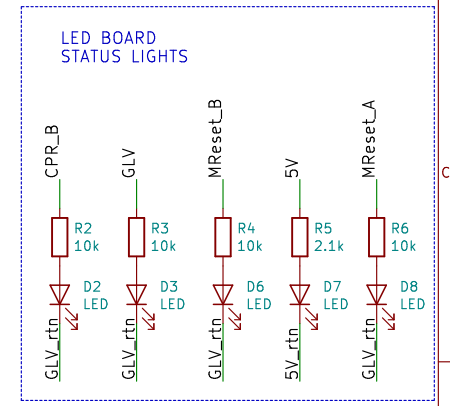 LED BOARD
STATUS LIGHTS
CPR_B
GLV
MReset_B
5V
MReset_A
R2
10k
R3
10k
R4
10k
R5
2.1k
R6
10k
D2
LED
D3
LED
D6
LED
D7
LED
D8
LED
GLV_rtn
GLV_rtn
GLV_rtn
5V_rtn
GLV_rtn
C